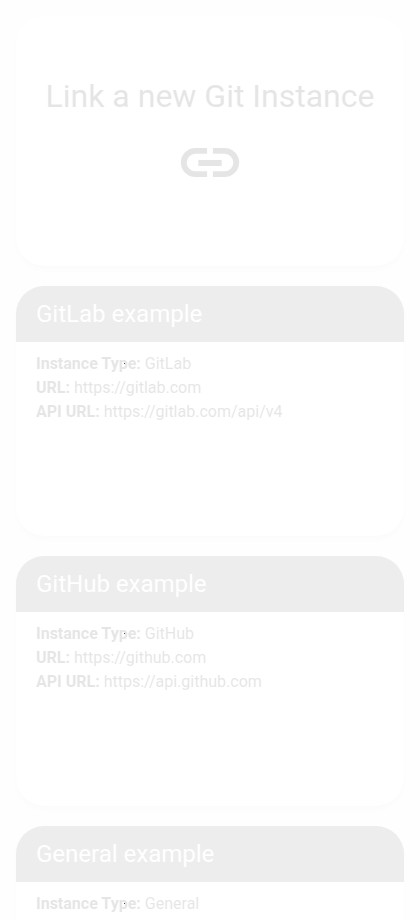 Link a new Git Instance
GitLab example
Instance Type: GitLab
URL: https://gitlab.com
API URL: https://gitlab.com/api/v4
GitHub example
Instance Type: GitHub
URL: https://github.com
API URL: https://api.github.com
General example
Instance Type: General